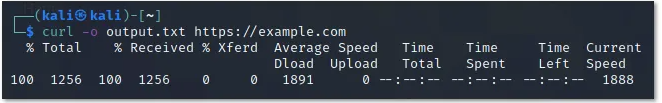 (kali㉿kali)-[~]
$ curl -o output.txt https://example.com
% Total % Received % Xferd Average Speed Time Time Time Current
Dload Upload Total Spent Left Speed
100 1256 100 1256 0 0 1891 0 --:--:-- --:--:-- --:--:-- 1888